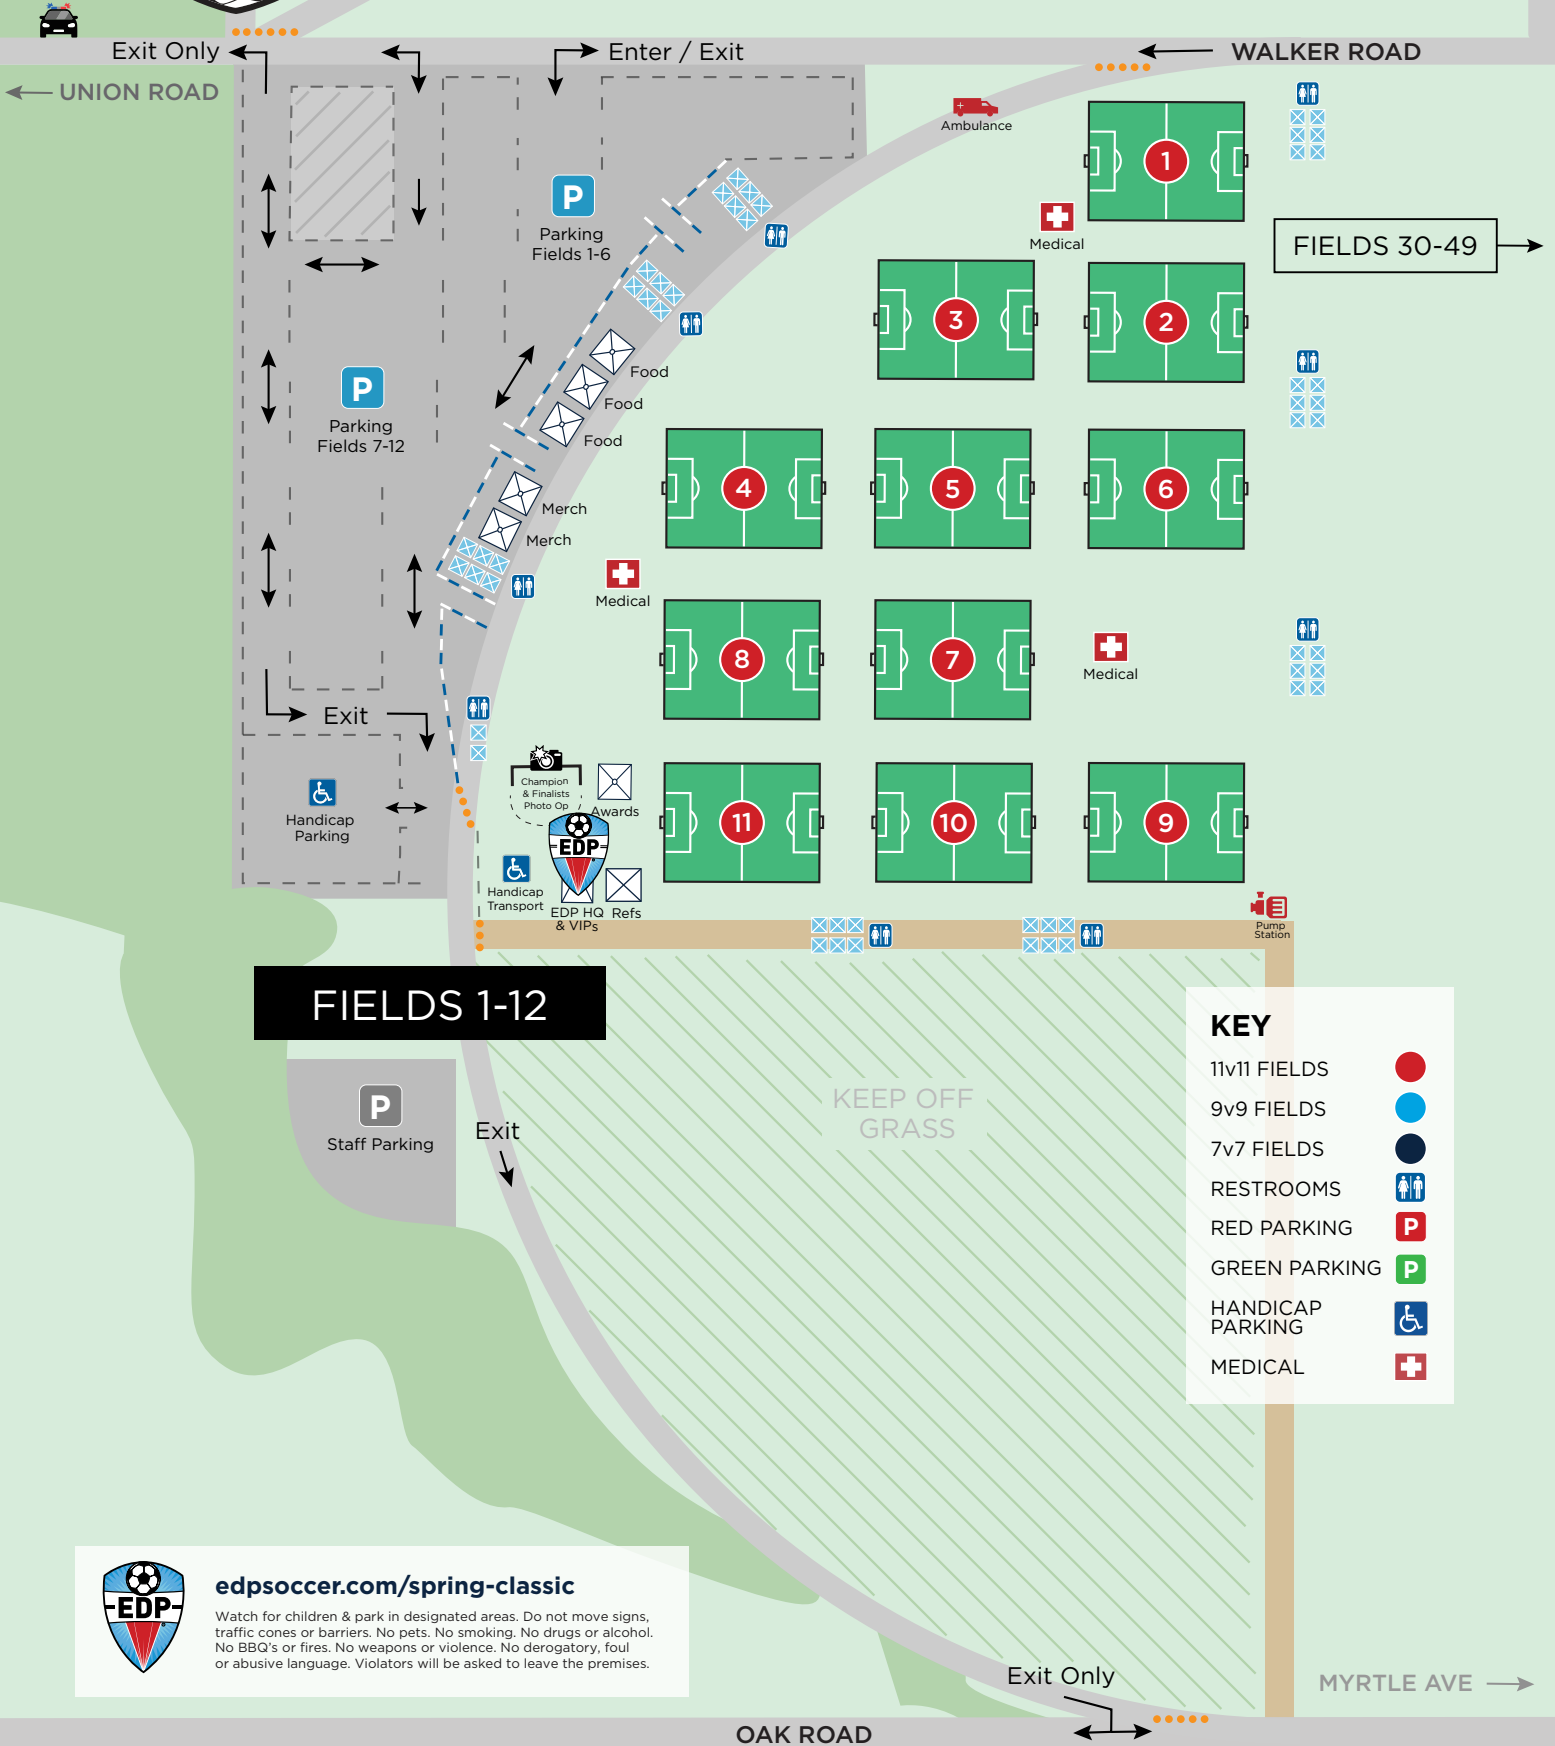 Exit Only
Enter / Exit
WALKER ROAD
UNION ROAD
Ambulance
1
P
Medical
FIELDS 30-49
Parking
Fields 1-6
3
2
P
Food
Food
Food
Parking
Fields 7-12
4
5
6
Merch
Merch
Medical
8
7
Medical
Exit
Champion
& Finalists
Photo Op
Awards
Handicap
Parking
EDP
11
10
9
Handicap
Transport
EDP HQ
& VIPs
Refs
Pump
Station
FIELDS 1-12
KEY
11v11 FIELDS
9v9 FIELDS
7v7 FIELDS
RESTROOMS
RED PARKING P
GREEN PARKING P
HANDICAP
PARKING
MEDICAL
KEEP OFF
GRASS
P
Staff Parking
Exit
EDP
edpsoccer.com/spring-classic
Watch for children & park in designated areas. Do not move signs,
traffic cones or barriers. No pets. No smoking. No drugs or alcohol.
No BBQ's or fires. No weapons or violence. No derogatory, foul
or abusive language. Violators will be asked to leave the premises.
Exit Only
MYRTLE AVE
OAK ROAD